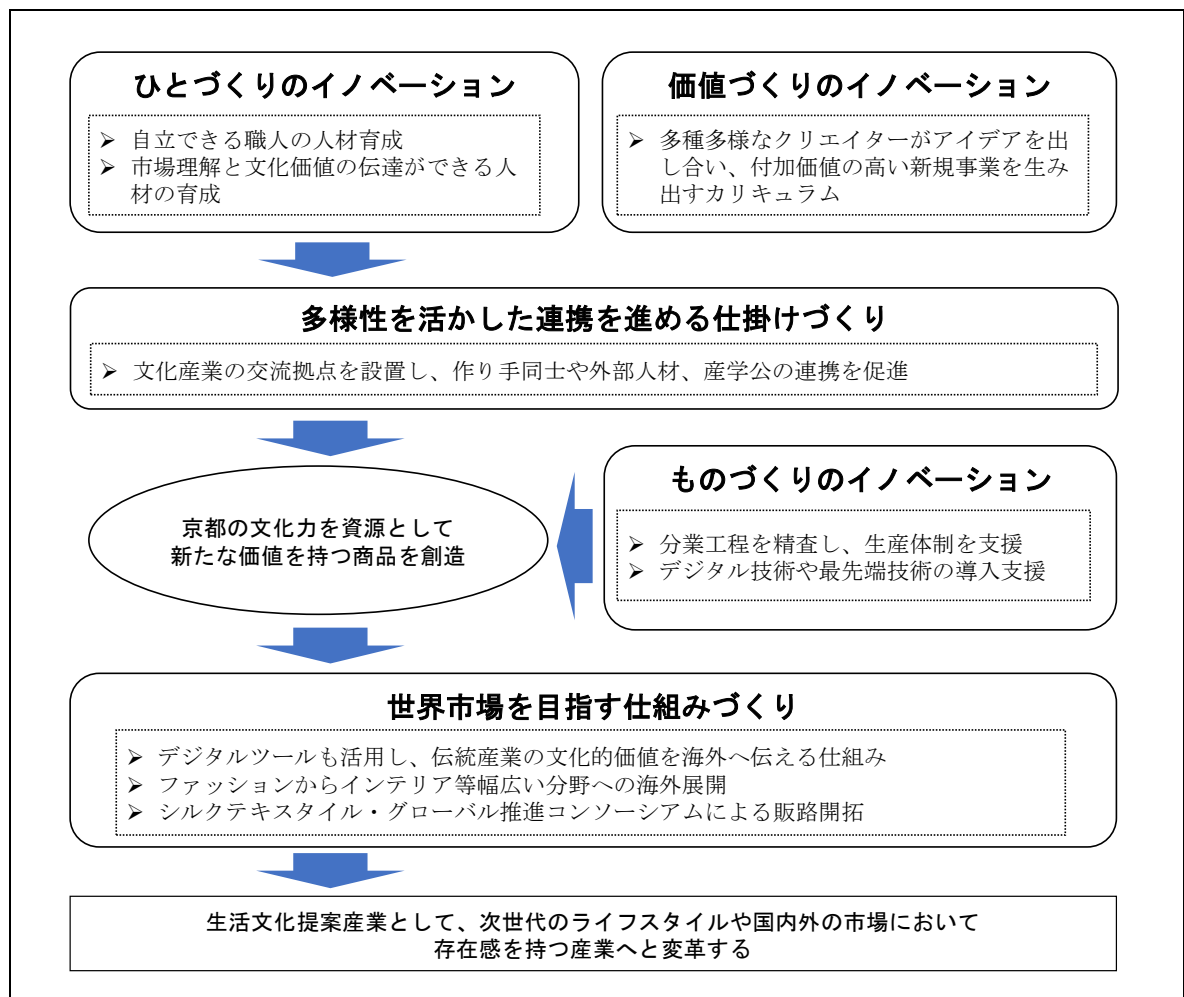 ひとづくりのイノベーション
➢ 自立できる職人の人材育成
➢ 市場理解と文化価値の伝達ができる人
材の育成
価値づくりのイノベーション
➢ 多種多様なクリエイターがアイデアを出
し合い、付加価値の高い新規事業を生み
出すカリキュラム
多様性を活かした連携を進める仕掛けづくり
➢ 文化産業の交流拠点を設置し、作り手同士や外部人材、産学公の連携を促進
京都の文化力を資源として
新たな価値を持つ商品を創造
ものづくりのイノベーション
➢ 分業工程を精査し、生産体制を支援
➢ デジタル技術や最先端技術の導入支援
世界市場を目指す仕組みづくり
➢ デジタルツールも活用し、伝統産業の文化的価値を海外へ伝える仕組み
➢ ファッションからインテリア等幅広い分野への海外展開
➢ シルクテキスタイル・グローバル推進コンソーシアムによる販路開拓
生活文化提案産業として、次世代のライフスタイルや国内外の市場において
存在感を持つ産業へと変革する